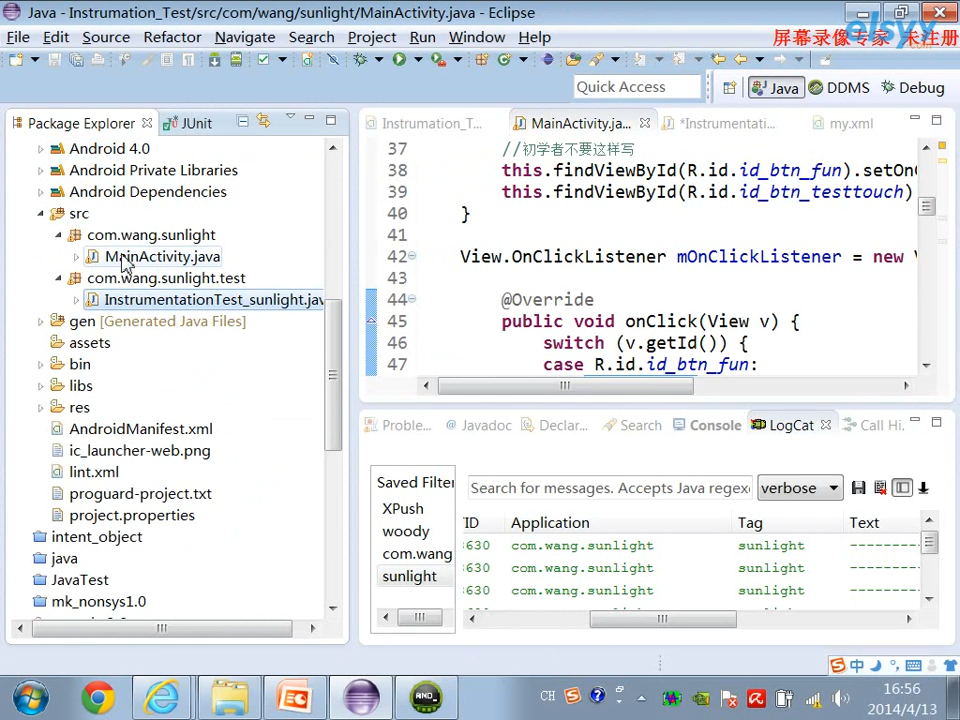 Java - Instrumation_Test/src/com/wang/sunlight/MainActivity.java - Eclipse
elsyy
File Edit Source Refactor Navigate Search Project Run Window Help
屏幕录像专家 未注册
Quick Access
Java DDMS Debug
Package Explorer JUnit
Android 4.0
Android Private Libraries
Android Dependencies
src
com.wang.sunlight
MainActivity.java
com.wang.sunlight.test
InstrumentationTest_sunlight.jav
gen [Generated Java Files]
assets
bin
libs
res
AndroidManifest.xml
ic_launcher-web.png
lint.xml
proguard-project.txt
project.properties
intent_object
java
JavaTest
mk_nonsys1.0
Instrumation_T... MainActivity.ja... *Instrumentati... my.xml
37 //初学者不要这样写
38 this.findViewById(R.id.id_btn_fun).setOn
39 this.findViewById(R.id.id_btn_testtouch)
40 }
41
42 View.OnClickListener mOnClickListener = new
43
44 @Override
45 public void onClick(View v) {
46 switch (v.getId()) {
47 case R.id.id_btn_fun:
Proble... Javadoc Declar... Search Console LogCat Call Hi.
Saved Filter
XPush
woody
com.wang
sunlight
Search for messages. Accepts Java regex verbose
ID Application Tag Text
630 com.wang.sunlight sunlight --------
630 com.wang.sunlight sunlight --------
630 com.wang.sunlight sunlight --------
中
CH
16:56
2014/4/13